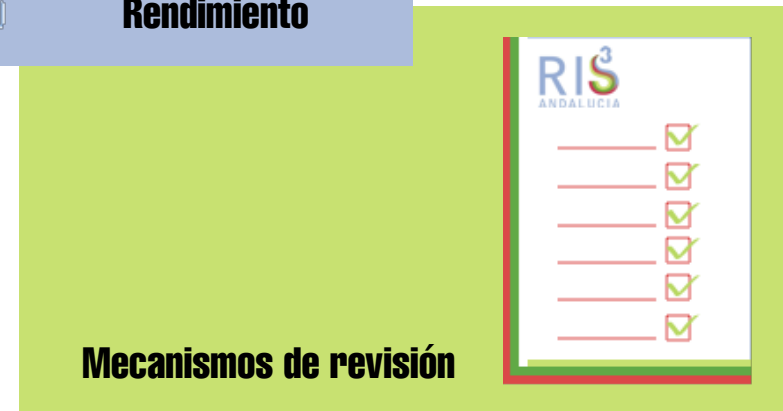 Rendimiento
RIS3
ANDALUCIA
Mecanismos de revisión